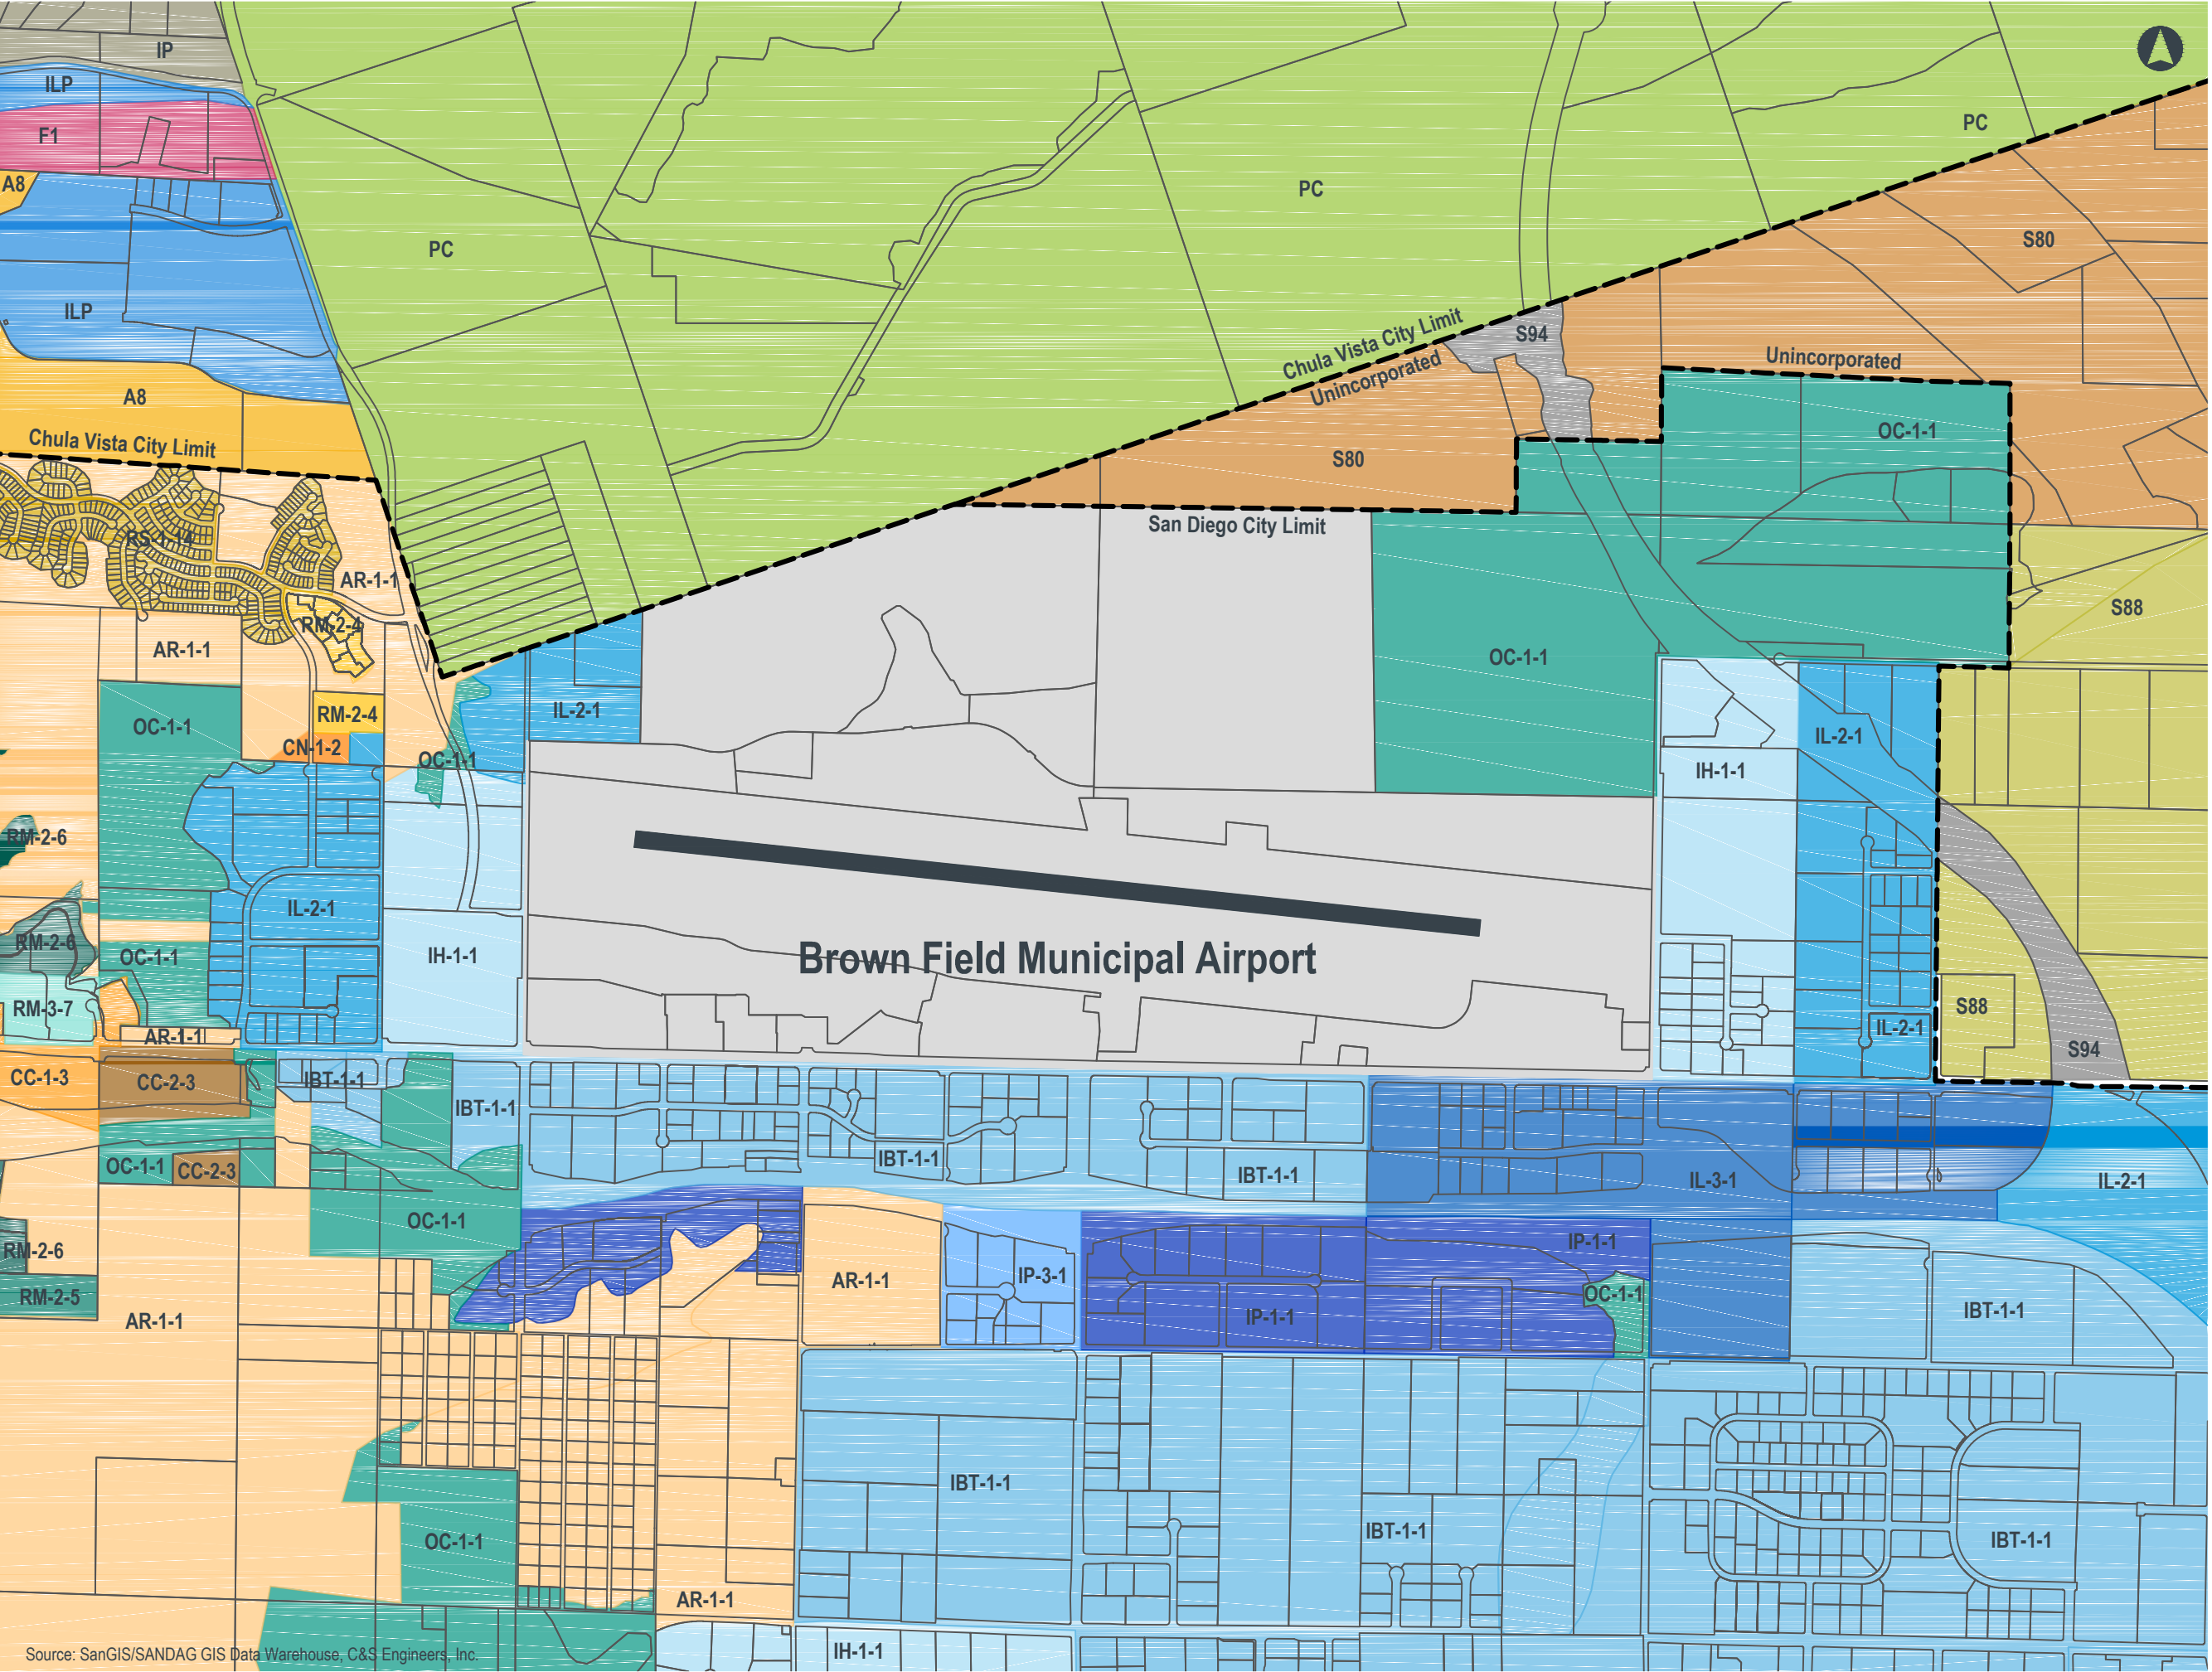 IP
ILP
F1
A8
ILP
A8
Chula Vista City Limit
PC
PC
PC
S80
S94
Chula Vista City Limit
Unincorporated
Unincorporated
OC-1-1
S80
San Diego City Limit
RS-1-14
AR-1-1
RM-2-4
AR-1-1
S88
OC-1-1
IL-2-1
RM-2-4
OC-1-1
CN-1-2
OC-1-1
IL-2-1
IH-1-1
RM-2-6
IL-2-1
RM-2-6
OC-1-1
IH-1-1
Brown Field Municipal Airport
RM-3-7
AR-1-1
S88
IL-2-1
S94
CC-1-3
CC-2-3
IBT-1-1
IBT-1-1
IBT-1-1
IBT-1-1
OC-1-1
CC-2-3
IL-3-1
IL-2-1
OC-1-1
RM-2-6
IP-1-1
AR-1-1
IP-3-1
OC-1-1
RM-2-5
AR-1-1
IP-1-1
IBT-1-1
IBT-1-1
IBT-1-1
OC-1-1
IBT-1-1
AR-1-1
IH-1-1
Source: SanGIS/SANDAG GIS Data Warehouse, C&S Engineers, Inc.